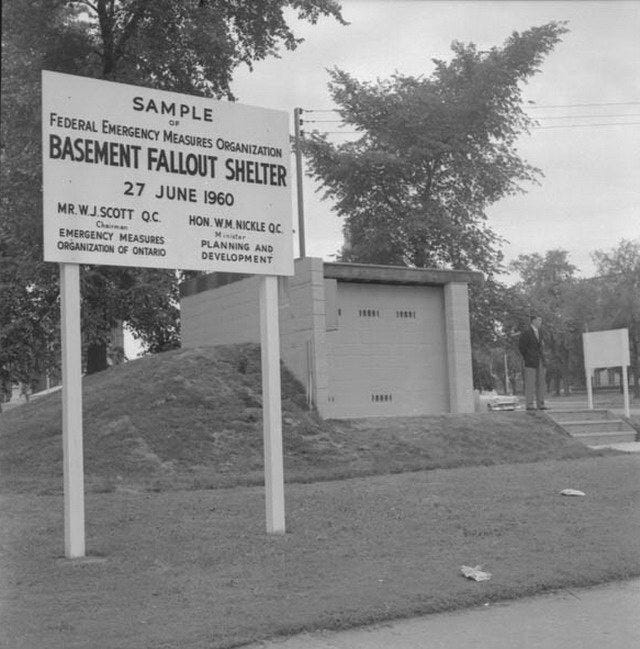 SAMPLE
OF
FEDERAL EMERGENCY MEASURES ORGANIZATION
BASEMENT FALLOUT SHELTER
27 JUNE 1960
MR. W. J. SCOTT Q.C.
Chairman
EMERGENCY MEASURES
ORGANIZATION OF ONTARIO
HON. W. M. NICKLE Q.C.
Minister
PLANNING AND
DEVELOPMENT